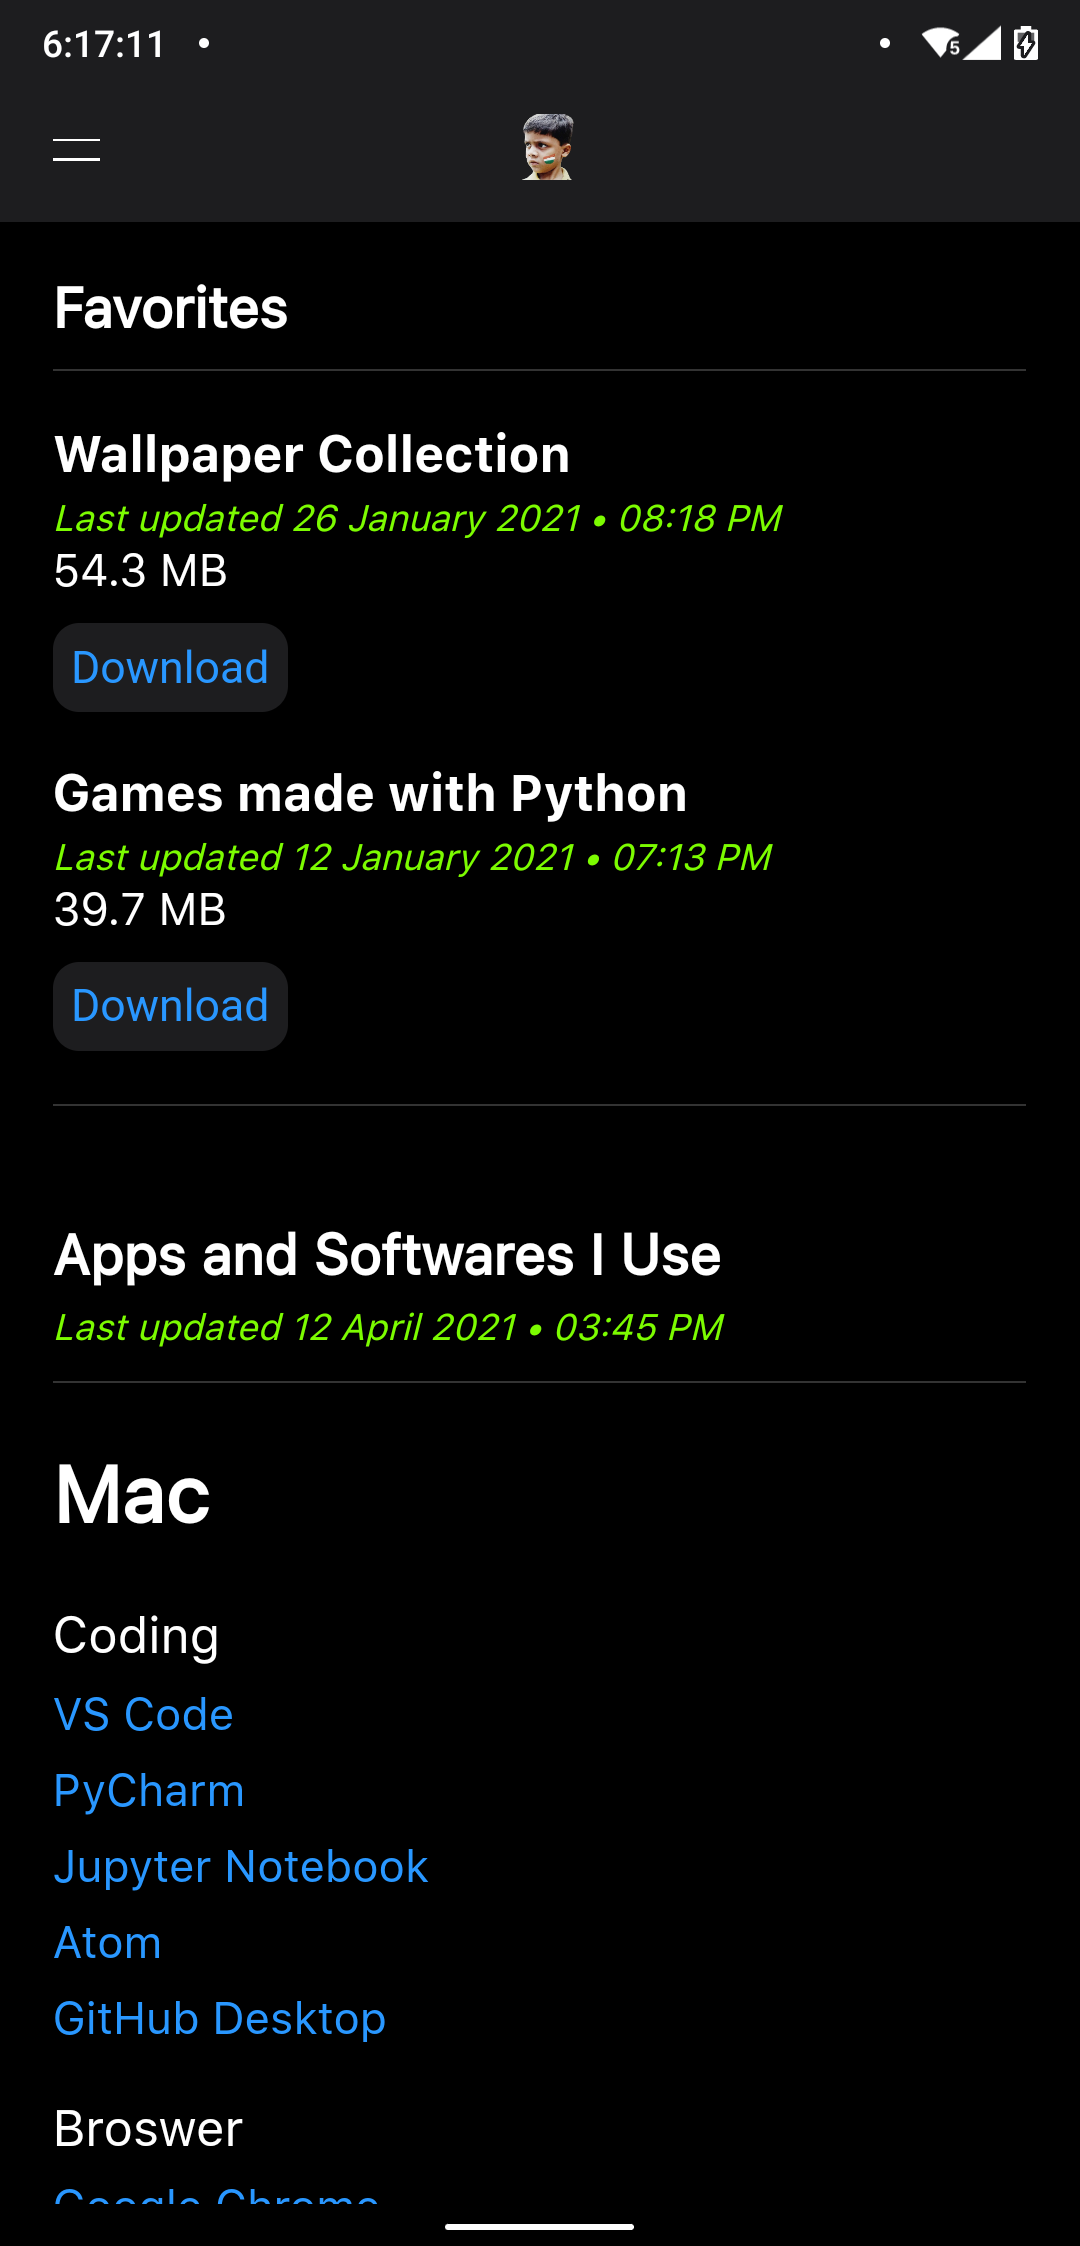 6:17:11
5
Favorites
Wallpaper Collection
Last updated 26 January 2021 • 08:18 PM
54.3 MB
Download
Games made with Python
Last updated 12 January 2021 • 07:13 PM
39.7 MB
Download
Apps and Softwares I Use
Last updated 12 April 2021 • 03:45 PM
Mac
Coding
VS Code
PyCharm
Jupyter Notebook
Atom
GitHub Desktop
Broswer
Google Chrome